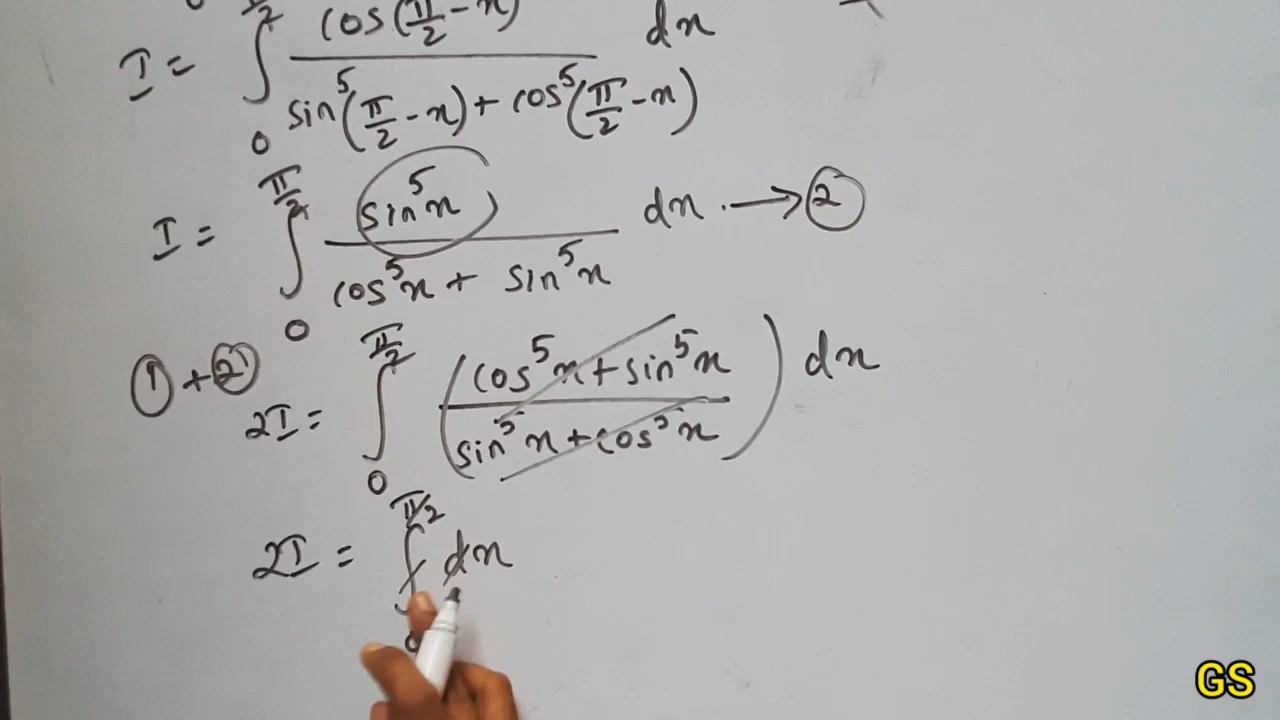 I = ∫₀^(π/2) cos(π/2 - x) / (sin⁵(π/2 - x) + cos⁵(π/2 - x)) dx
I = ∫₀^(π/2) sin⁵x / (cos⁵x + sin⁵x) dx → ②
① + ②
2I = ∫₀^(π/2) ((cos⁵x + sin⁵x) / (sin⁵x + cos⁵x)) dx
2I = ∫₀^(π/2) dx
GS